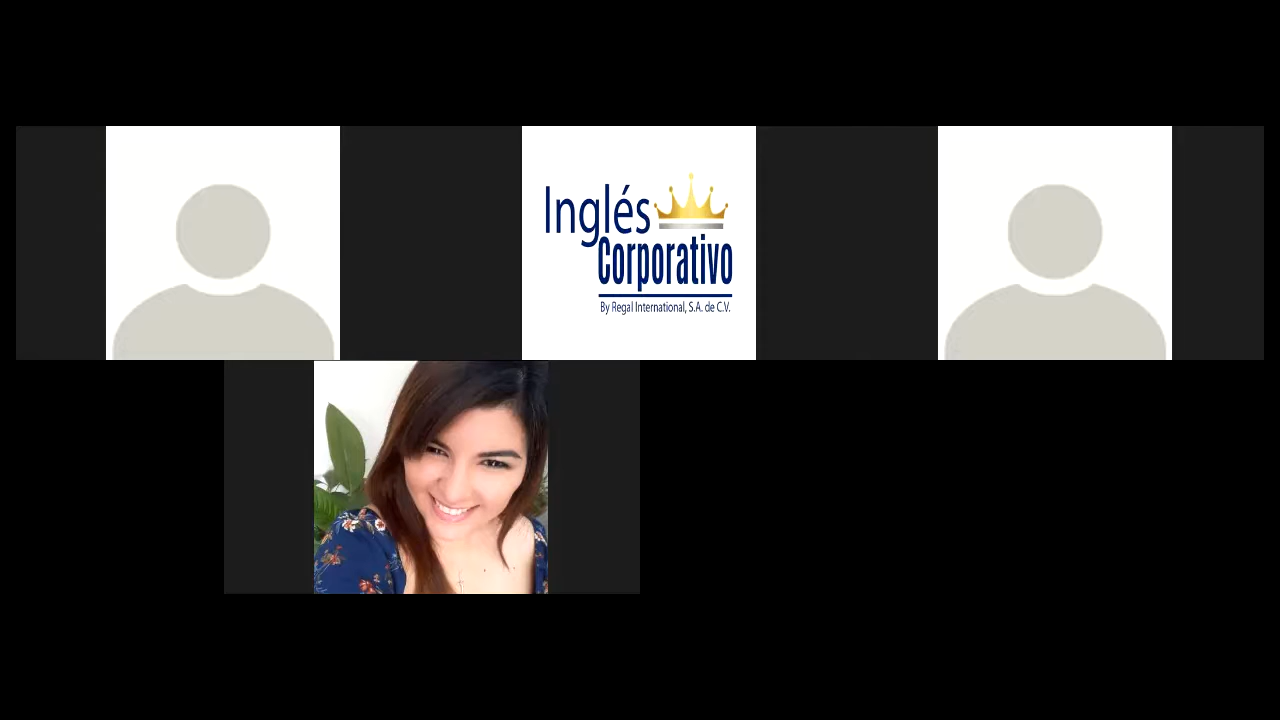 Inglés
Corporativo
By Regal International, S.A. de C.V.